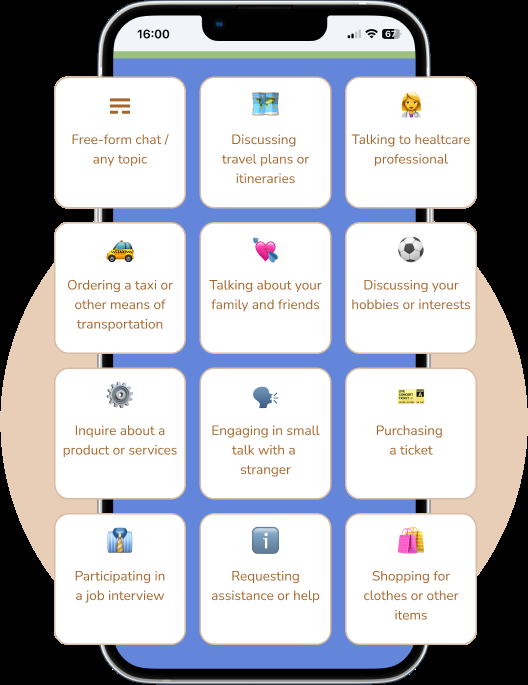 16:00
67
Free-form chat /
any topic
Discussing
travel plans or
itineraries
Talking to healtcare
professional
Ordering a taxi or
other means of
transportation
Talking about your
family and friends
Discussing your
hobbies or interests
Inquire about a
product or services
Engaging in small
talk with a
stranger
Purchasing
a ticket
Participating in
a job interview
Requesting
assistance or help
Shopping for
clothes or other
items